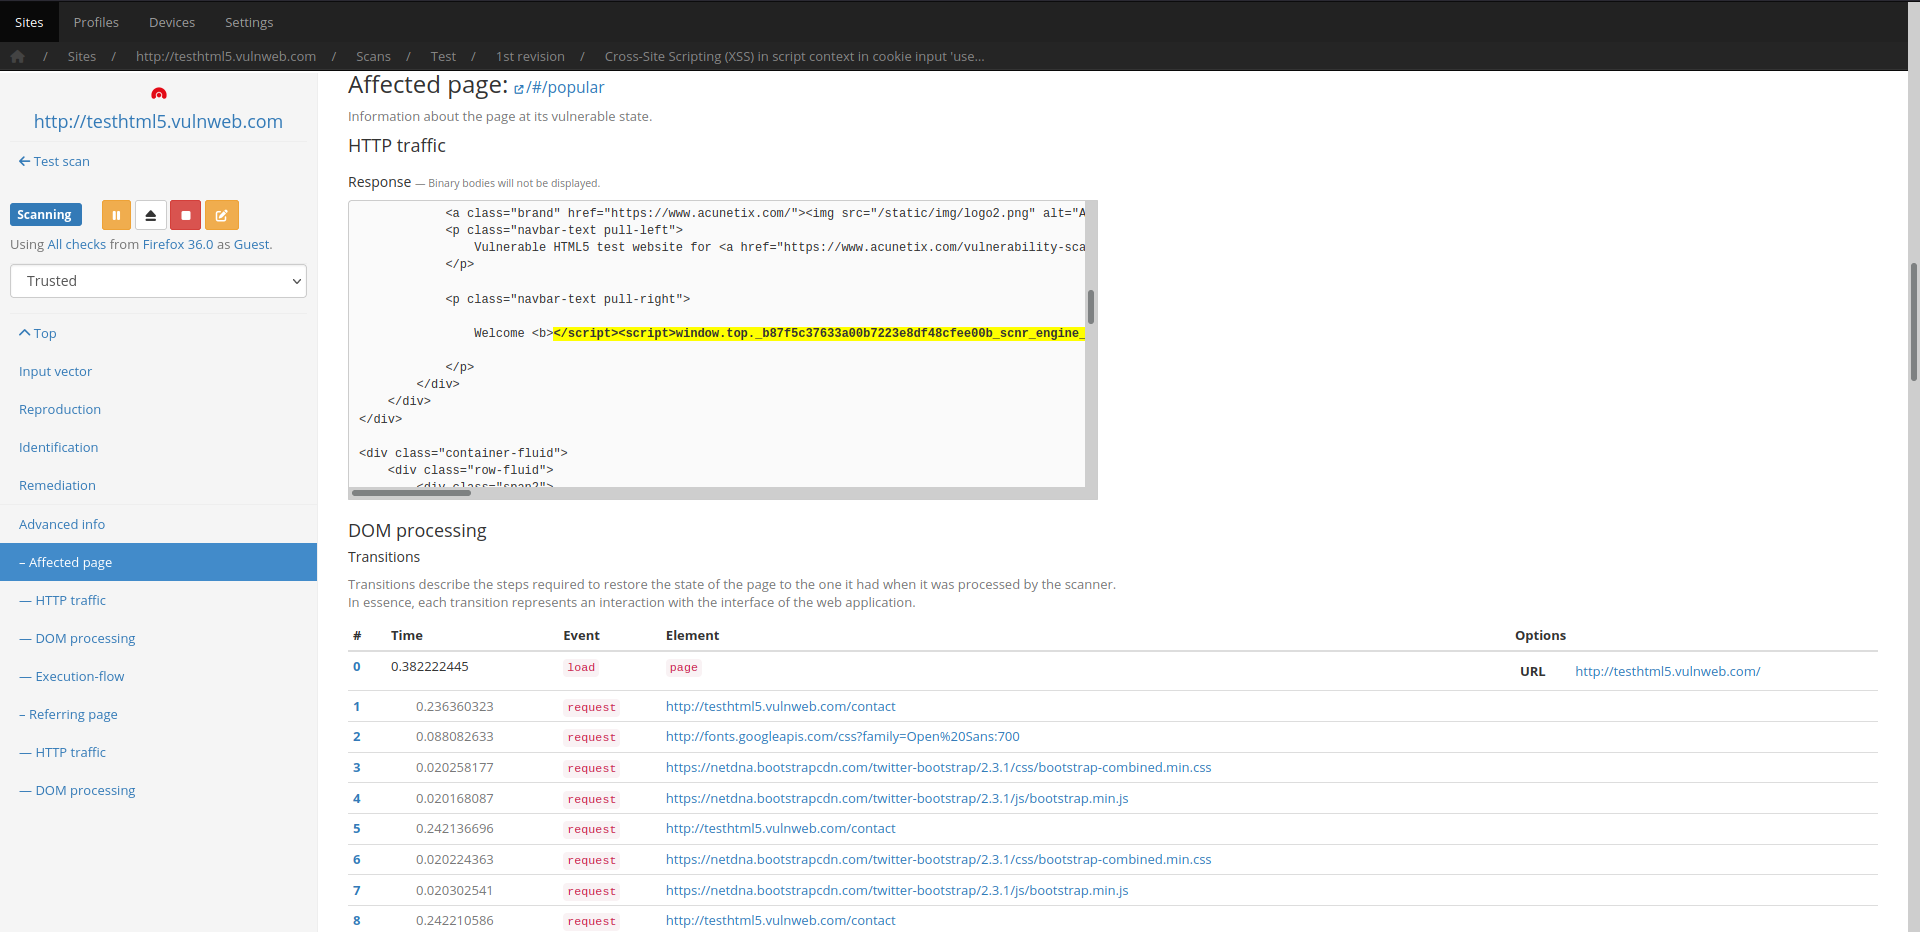 Sites Profiles Devices Settings
/ Sites / http://testhtml5.vulnweb.com / Scans / Test / 1st revision / Cross-Site Scripting (XSS) in script context in cookie input 'use...
http://testhtml5.vulnweb.com
Test scan
Scanning
Using All checks from Firefox 36.0 as Guest.
Trusted
Top
Input vector
Reproduction
Identification
Remediation
Advanced info
– Affected page
— HTTP traffic
— DOM processing
— Execution-flow
– Referring page
— HTTP traffic
— DOM processing
Affected page: /#/popular
Information about the page at its vulnerable state.
HTTP traffic
Response — Binary bodies will not be displayed.
<a class="brand" href="https://www.acunetix.com/"><img src="/static/img/logo2.png" alt="A
<p class="navbar-text pull-left">
Vulnerable HTML5 test website for <a href="https://www.acunetix.com/vulnerability-sca
</p>
<p class="navbar-text pull-right">
Welcome <b></script><script>window.top._b87f5c37633a00b7223e8df48cfee00b_scnr_engine_
</p>
</div>
</div>
</div>
<div class="container-fluid">
<div class="row-fluid">
<div class="span2">
DOM processing
Transitions
Transitions describe the steps required to restore the state of the page to the one it had when it was processed by the scanner.
In essence, each transition represents an interaction with the interface of the web application.
# Time Event Element Options
0 0.382222445 load page URL http://testhtml5.vulnweb.com/
1 0.236360323 request http://testhtml5.vulnweb.com/contact
2 0.088082633 request http://fonts.googleapis.com/css?family=Open%20Sans:700
3 0.020258177 request https://netdna.bootstrapcdn.com/twitter-bootstrap/2.3.1/css/bootstrap-combined.min.css
4 0.020168087 request https://netdna.bootstrapcdn.com/twitter-bootstrap/2.3.1/js/bootstrap.min.js
5 0.242136696 request http://testhtml5.vulnweb.com/contact
6 0.020224363 request https://netdna.bootstrapcdn.com/twitter-bootstrap/2.3.1/css/bootstrap-combined.min.css
7 0.020302541 request https://netdna.bootstrapcdn.com/twitter-bootstrap/2.3.1/js/bootstrap.min.js
8 0.242210586 request http://testhtml5.vulnweb.com/contact